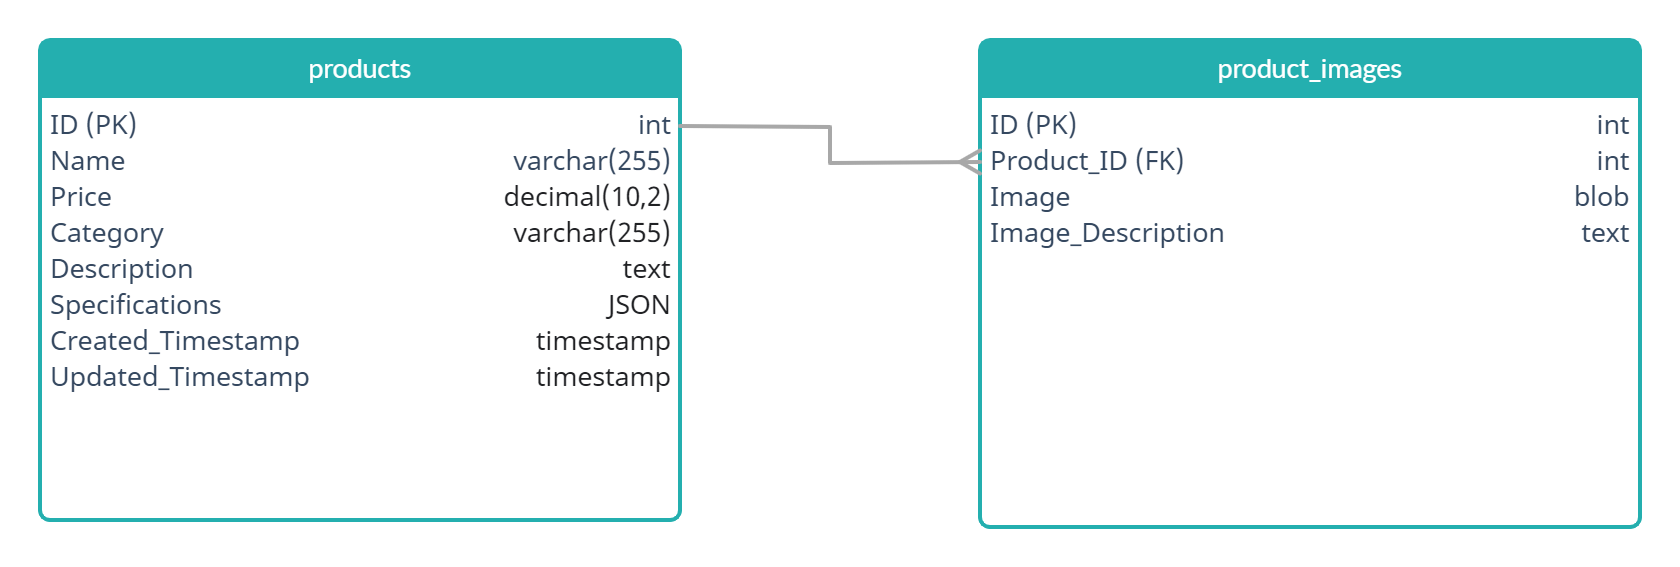 products
ID (PK) int
Name varchar(255)
Price decimal(10,2)
Category varchar(255)
Description text
Specifications JSON
Created_Timestamp timestamp
Updated_Timestamp timestamp
product_images
ID (PK) int
Product_ID (FK) int
Image blob
Image_Description text